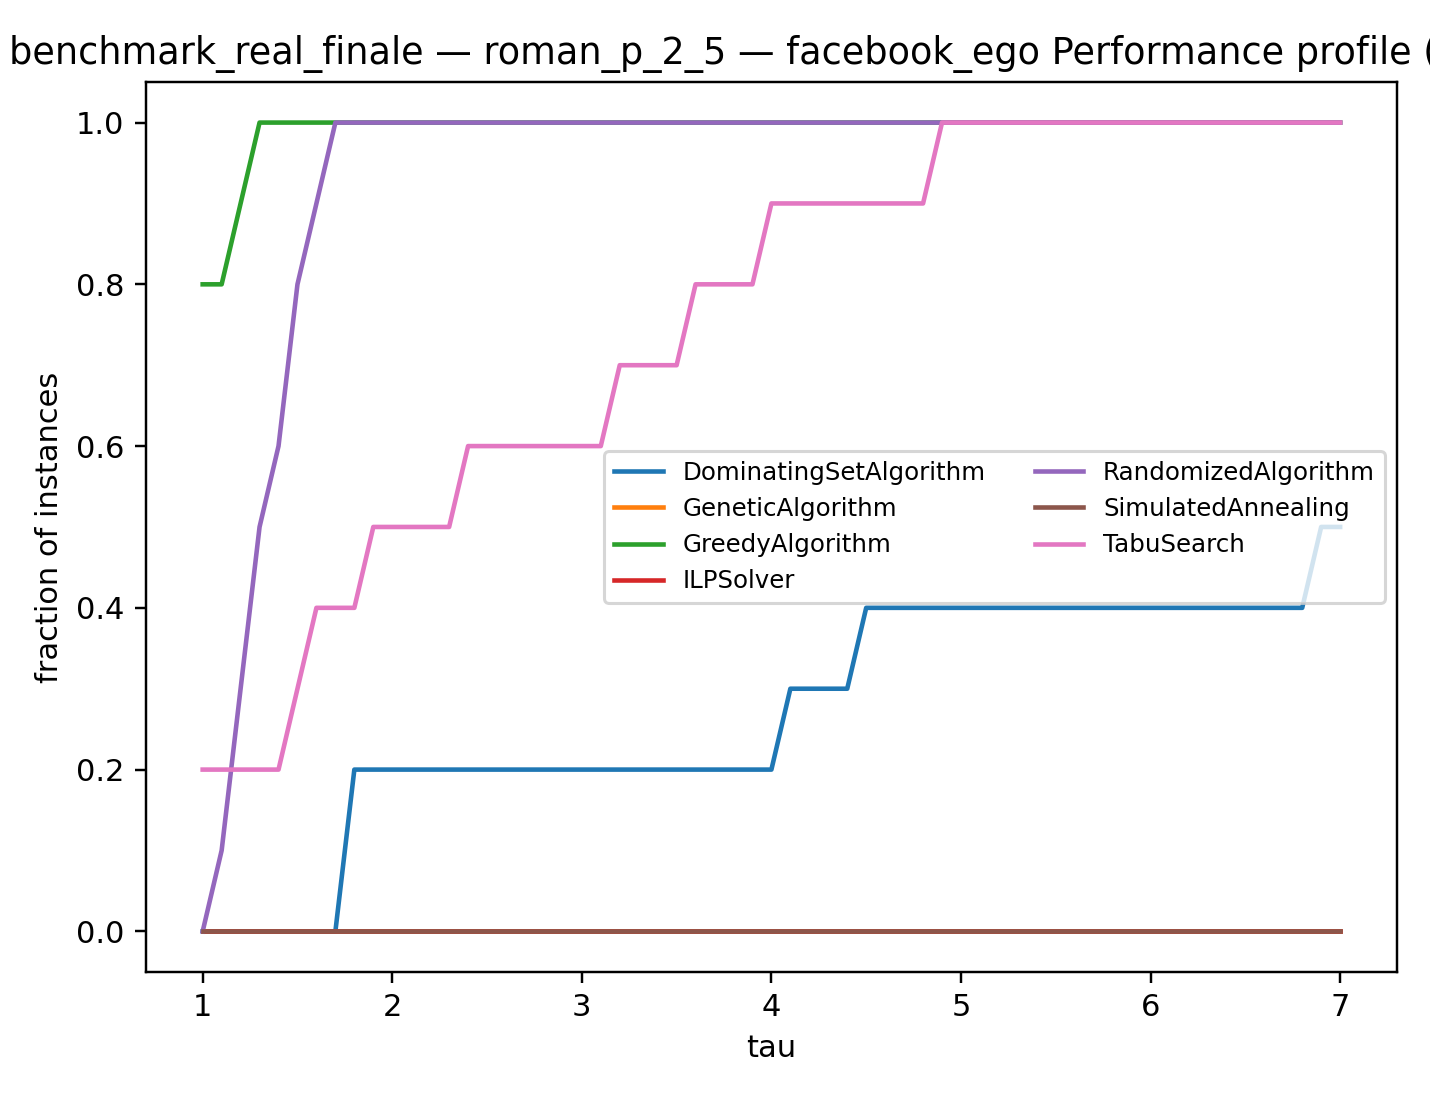 benchmark_real_finale — roman_p_2_5 — facebook_ego Performance profile (
1.0
0.8
0.6
0.4
0.2
0.0
fraction of instances
DominatingSetAlgorithm
GeneticAlgorithm
GreedyAlgorithm
ILPSolver
RandomizedAlgorithm
SimulatedAnnealing
TabuSearch
1 2 3 4 5 6 7
tau